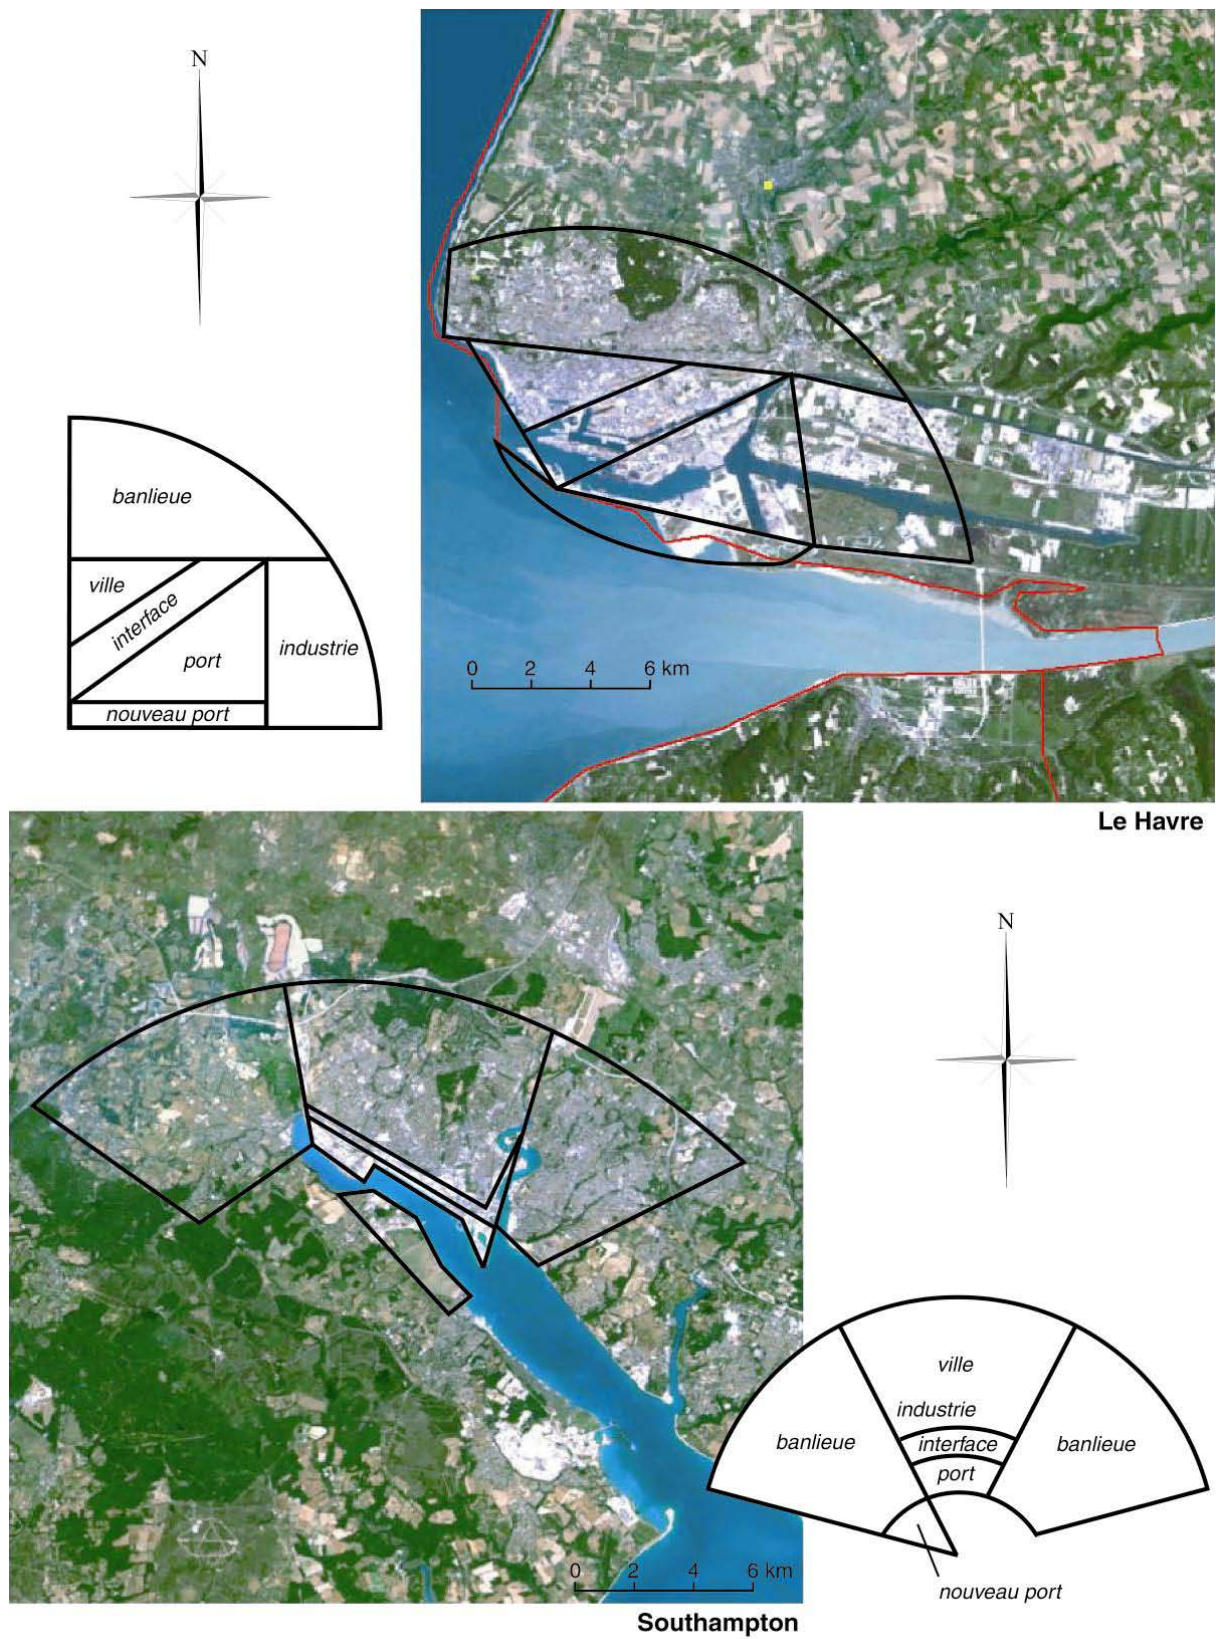 N
banlieue
ville
interface
port
industrie
nouveau port
0 2 4 6 km
Le Havre
N
ville
industrie
banlieue
interface
banlieue
port
nouveau port
0 2 4 6 km
Southampton